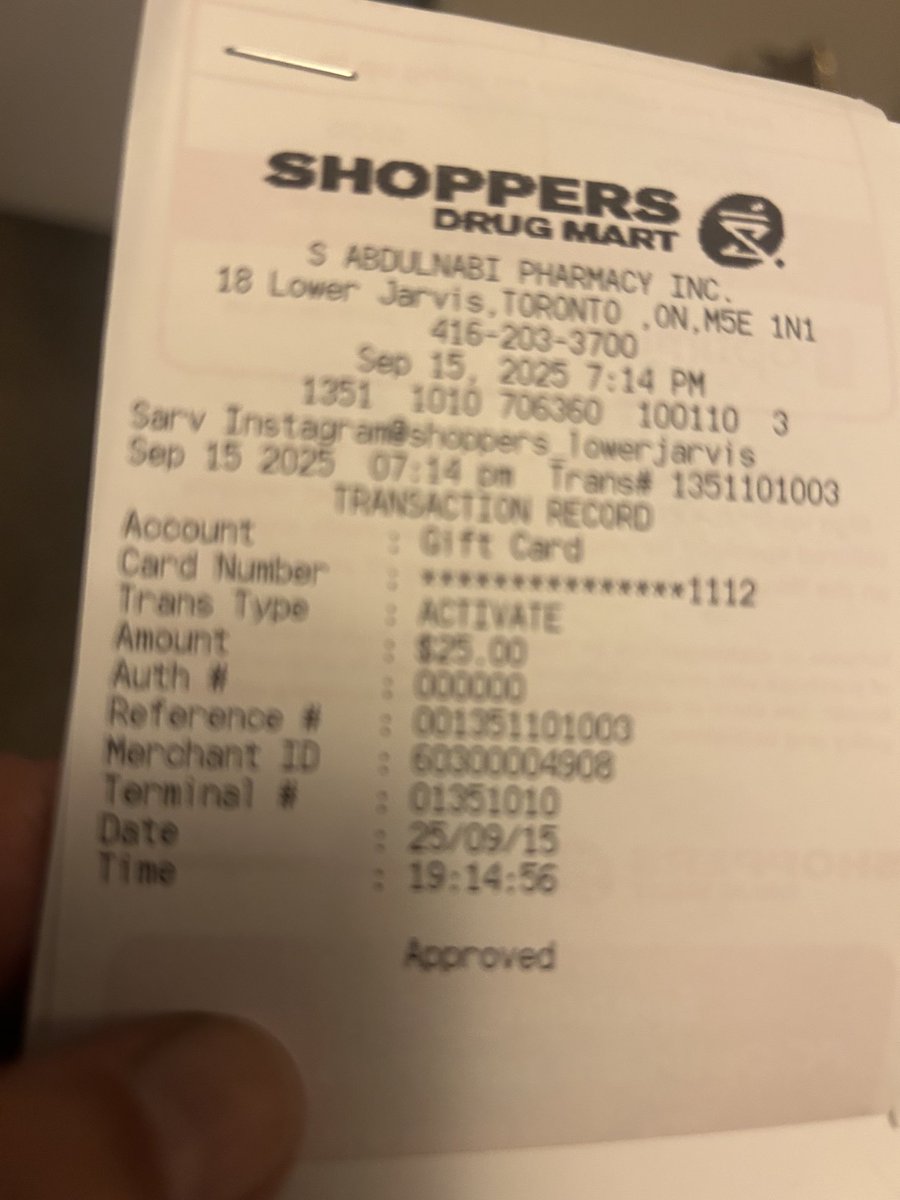 SHOPPERS
DRUG MART
S ABDULNABI PHARMACY INC.
18 Lower Jarvis,TORONTO ,ON,M5E 1N1
416-203-3700
Sep 15, 2025 7:14 PM
1351 1010 706360 100110 3
Sarv Instagram@shoppers_lowerjarvis
Sep 15 2025 07:14 pm Trans# 1351101003
TRANSACTION RECORD
Account : Gift Card
Card Number : ***************1112
Trans Type : ACTIVATE
Amount : $25.00
Auth # : 000000
Reference # : 001351101003
Merchant ID : 60300004908
Terminal # : 01351010
Date : 25/09/15
Time : 19:14:56
Approved